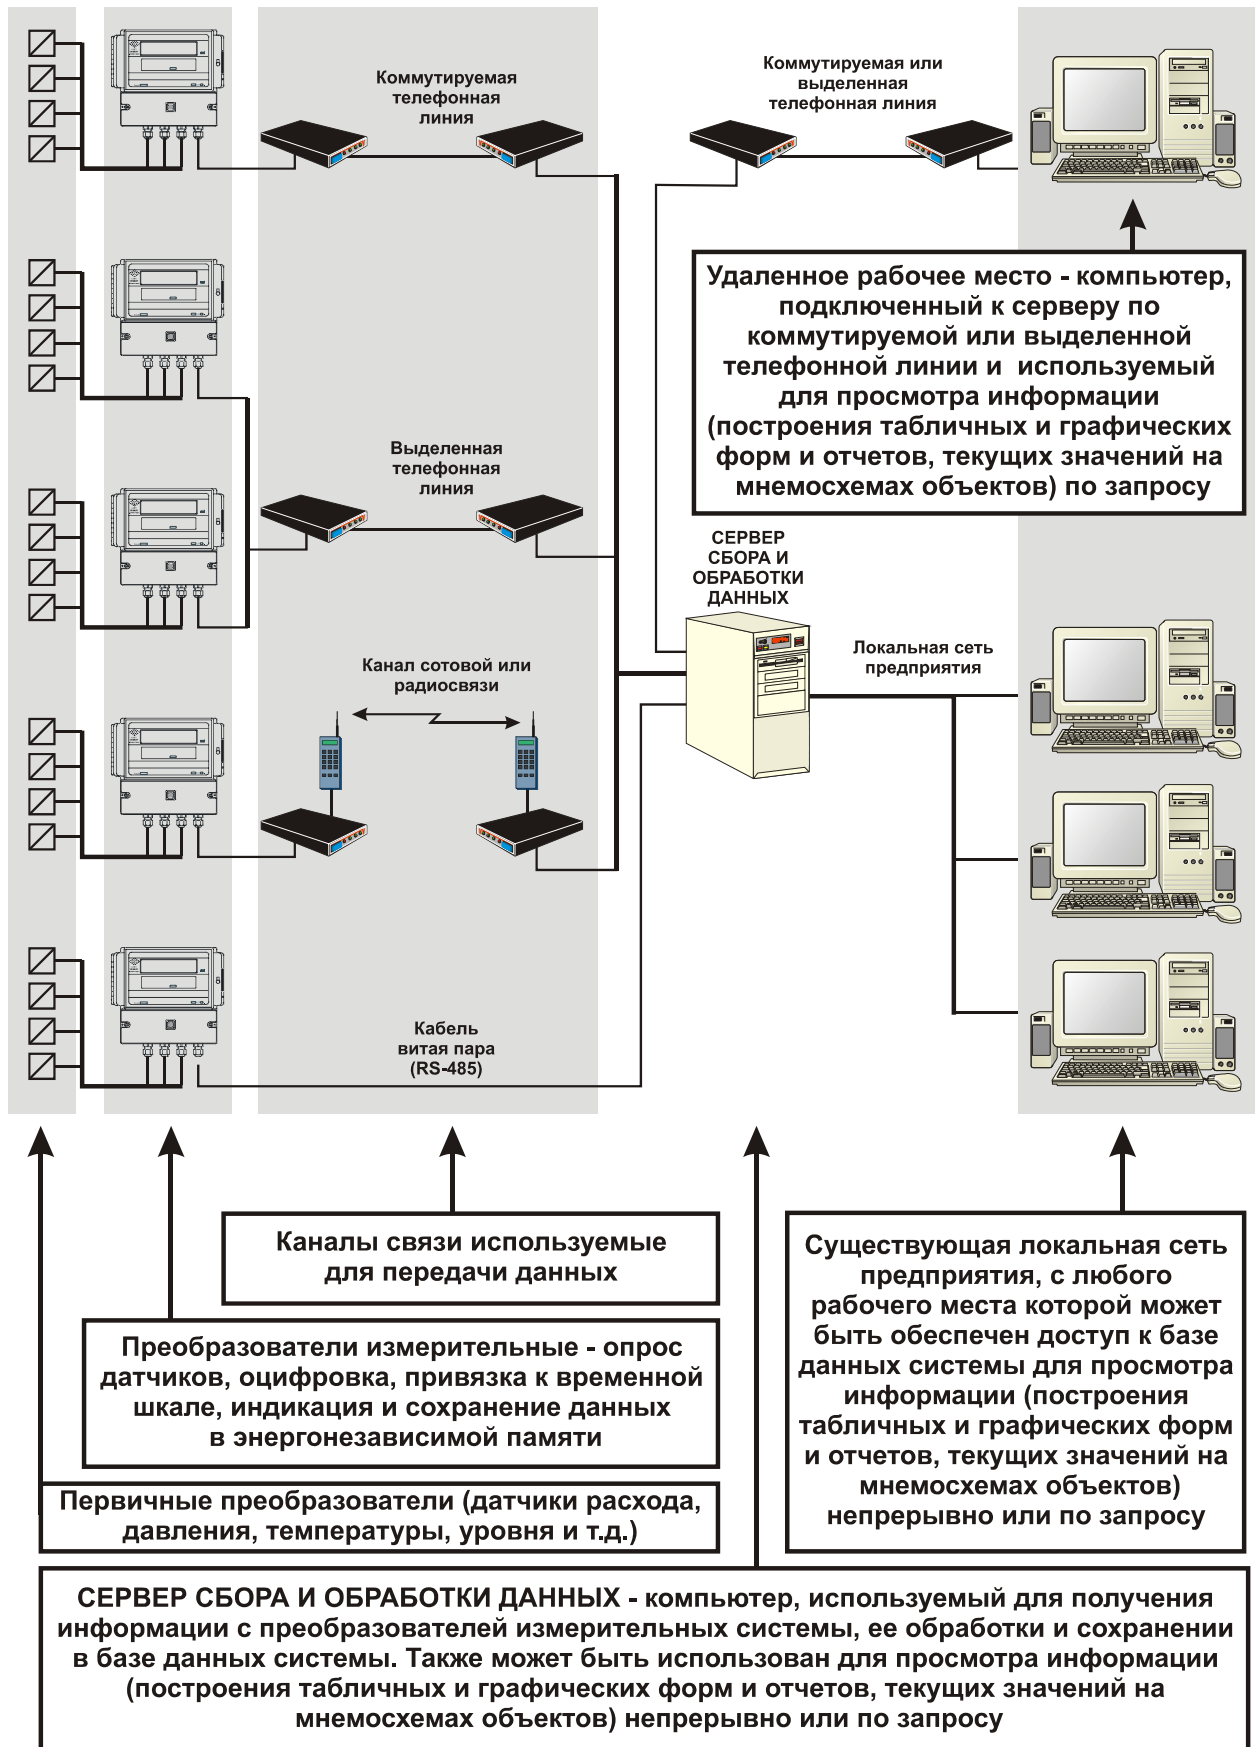 Коммутируемая
телефонная
линия
Коммутируемая или
выделенная
телефонная линия
Удаленное рабочее место - компьютер,
подключенный к серверу по
коммутируемой или выделенной
телефонной линии и используемый
для просмотра информации
(построения табличных и графических
форм и отчетов, текущих значений на
мнемосхемах объектов) по запросу
Выделенная
телефонная
линия
СЕРВЕР
СБОРА И
ОБРАБОТКИ
ДАННЫХ
Локальная сеть
предприятия
Канал сотовой или
радиосвязи
Кабель
витая пара
(RS-485)
Каналы связи используемые
для передачи данных
Преобразователи измерительные - опрос
датчиков, оцифровка, привязка к временной
шкале, индикация и сохранение данных
в энергонезависимой памяти
Первичные преобразователи (датчики расхода,
давления, температуры, уровня и т.д.)
Существующая локальная сеть
предприятия, с любого
рабочего места которой может
быть обеспечен доступ к базе
данных системы для просмотра
информации (построения
табличных и графических форм
и отчетов, текущих значений на
мнемосхемах объектов)
непрерывно или по запросу
СЕРВЕР СБОРА И ОБРАБОТКИ ДАННЫХ - компьютер, используемый для получения
информации с преобразователей измерительных системы, ее обработки и сохранении
в базе данных системы. Также может быть использован для просмотра информации
(построения табличных и графических форм и отчетов, текущих значений на
мнемосхемах объектов) непрерывно или по запросу